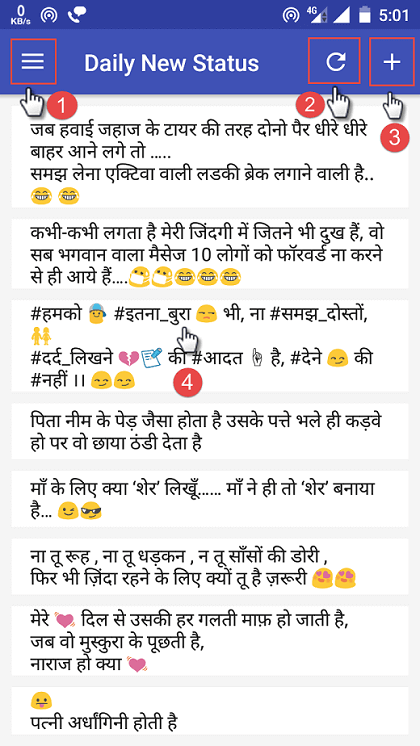 0
KB/s
4G
5:01
Daily New Status
1
2
3
जब हवाई जहाज के टायर की तरह दोनो पैर धीरे धीरे
बाहर आने लगे तो .....
समझ लेना एक्टिवा वाली लडकी ब्रेक लगाने वाली है..
😂 😂
कभी-कभी लगता है मेरी जिंदगी में जितने भी दुख हैं, वो
सब भगवान वाला मैसेज 10 लोगों को फॉरवर्ड ना करने
से ही आये हैं....😷😷😂😂😂
#हमको #इतना_बुरा 😒 भी, ना #समझ_दोस्तों,
👬
#दर्द_लिखने 💔📝 की #आदत ☝ है, #देने 😏 की
#नहीं ।। 😏😏
4
पिता नीम के पेड़ जैसा होता है उसके पत्ते भले ही कड़वे
हो पर वो छाया ठंडी देता है
माँ के लिए क्या ‘शेर’ लिखूँ...... माँ ने ही तो ‘शेर’ बनाया
है... 😉😎
ना तू रूह , ना तू धड़कन , न तू साँसों की डोरी ,
फिर भी ज़िंदा रहने के लिए क्यों तू है ज़रूरी 😍😍
मेरे 💓 दिल से उसकी हर गलती माफ़ हो जाती है,
जब वो मुस्कुरा के पूछती है,
नाराज हो क्या 💓
😛
पत्नी अर्धांगिनी होती है